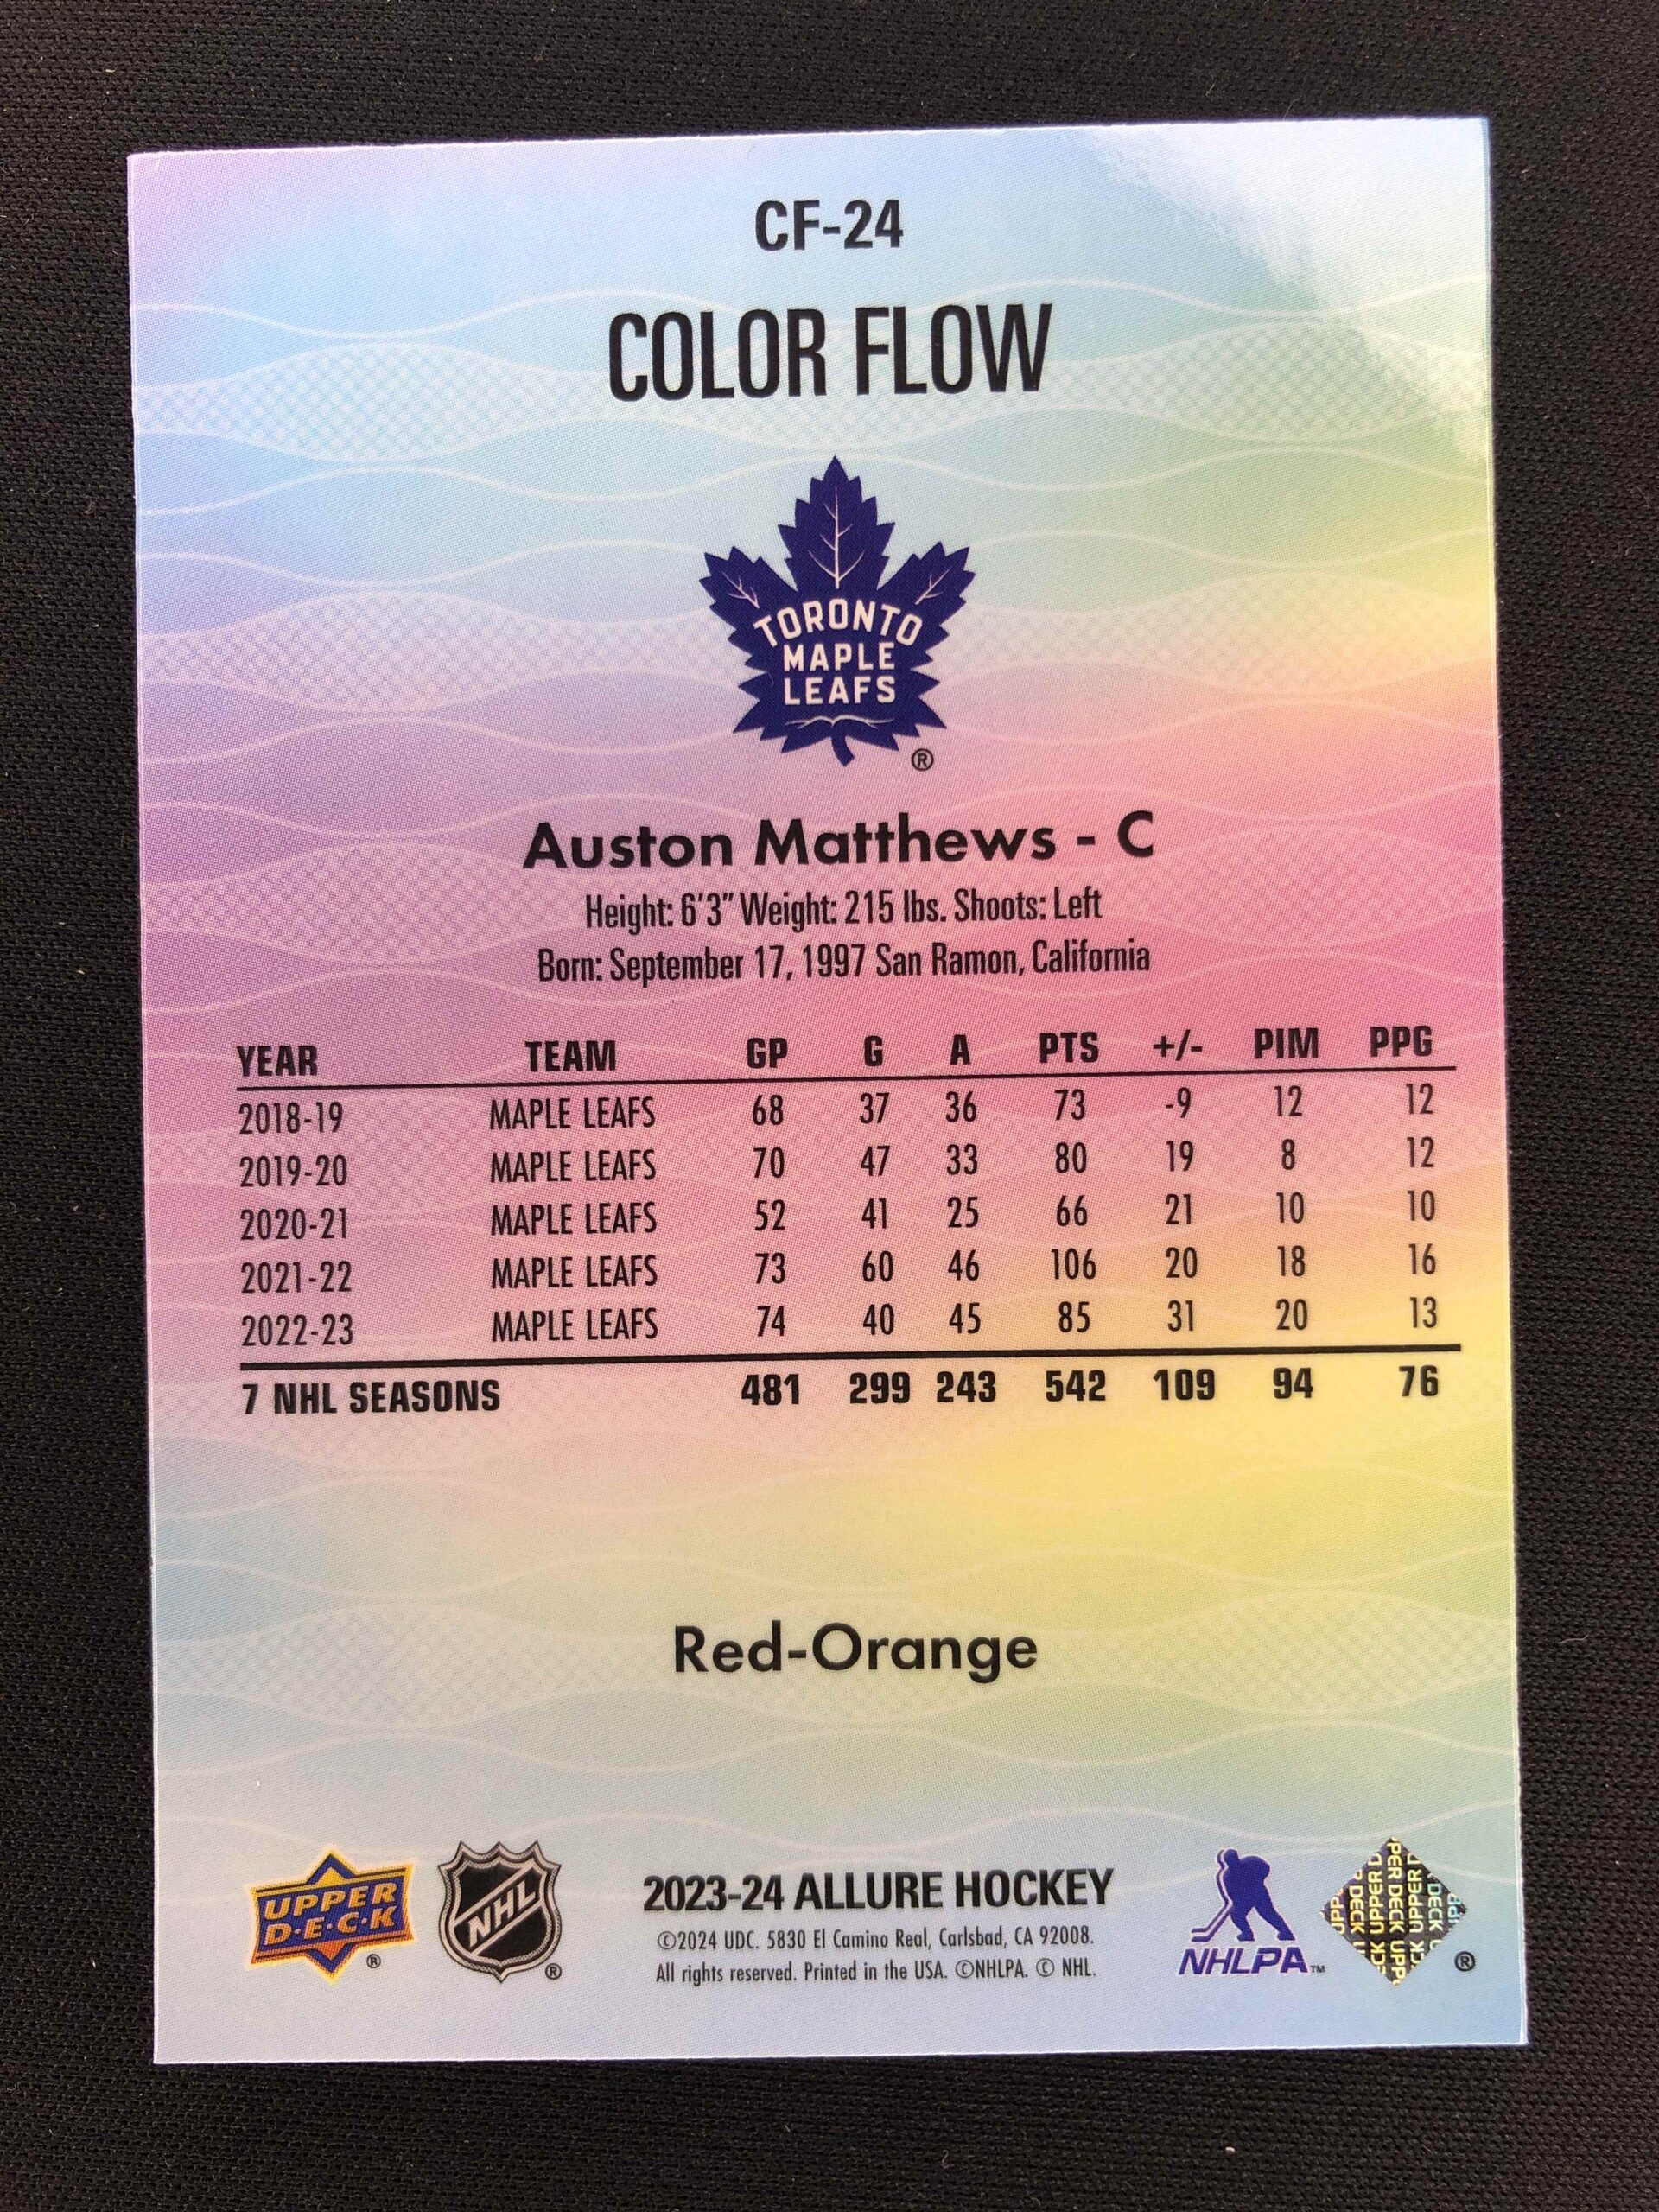 CF-24
COLOR FLOW
TORONTO
MAPLE
LEAFS
®
Auston Matthews - C
Height: 6'3" Weight: 215 lbs. Shoots: Left
Born: September 17, 1997 San Ramon, California
YEAR TEAM GP G A PTS +/- PIM PPG
2018-19 MAPLE LEAFS 68 37 36 73 -9 12 12
2019-20 MAPLE LEAFS 70 47 33 80 19 8 12
2020-21 MAPLE LEAFS 52 41 25 66 21 10 10
2021-22 MAPLE LEAFS 73 60 46 106 20 18 16
2022-23 MAPLE LEAFS 74 40 45 85 31 20 13
7 NHL SEASONS 481 299 243 542 109 94 76
Red-Orange
UPPER
D·E·C·K
®
NHL
®
2023-24 ALLURE HOCKEY
©2024 UDC. 5830 El Camino Real, Carlsbad, CA 92008.
All rights reserved. Printed in the USA. ©NHLPA. © NHL.
NHLPA™
UPPER DECK
®